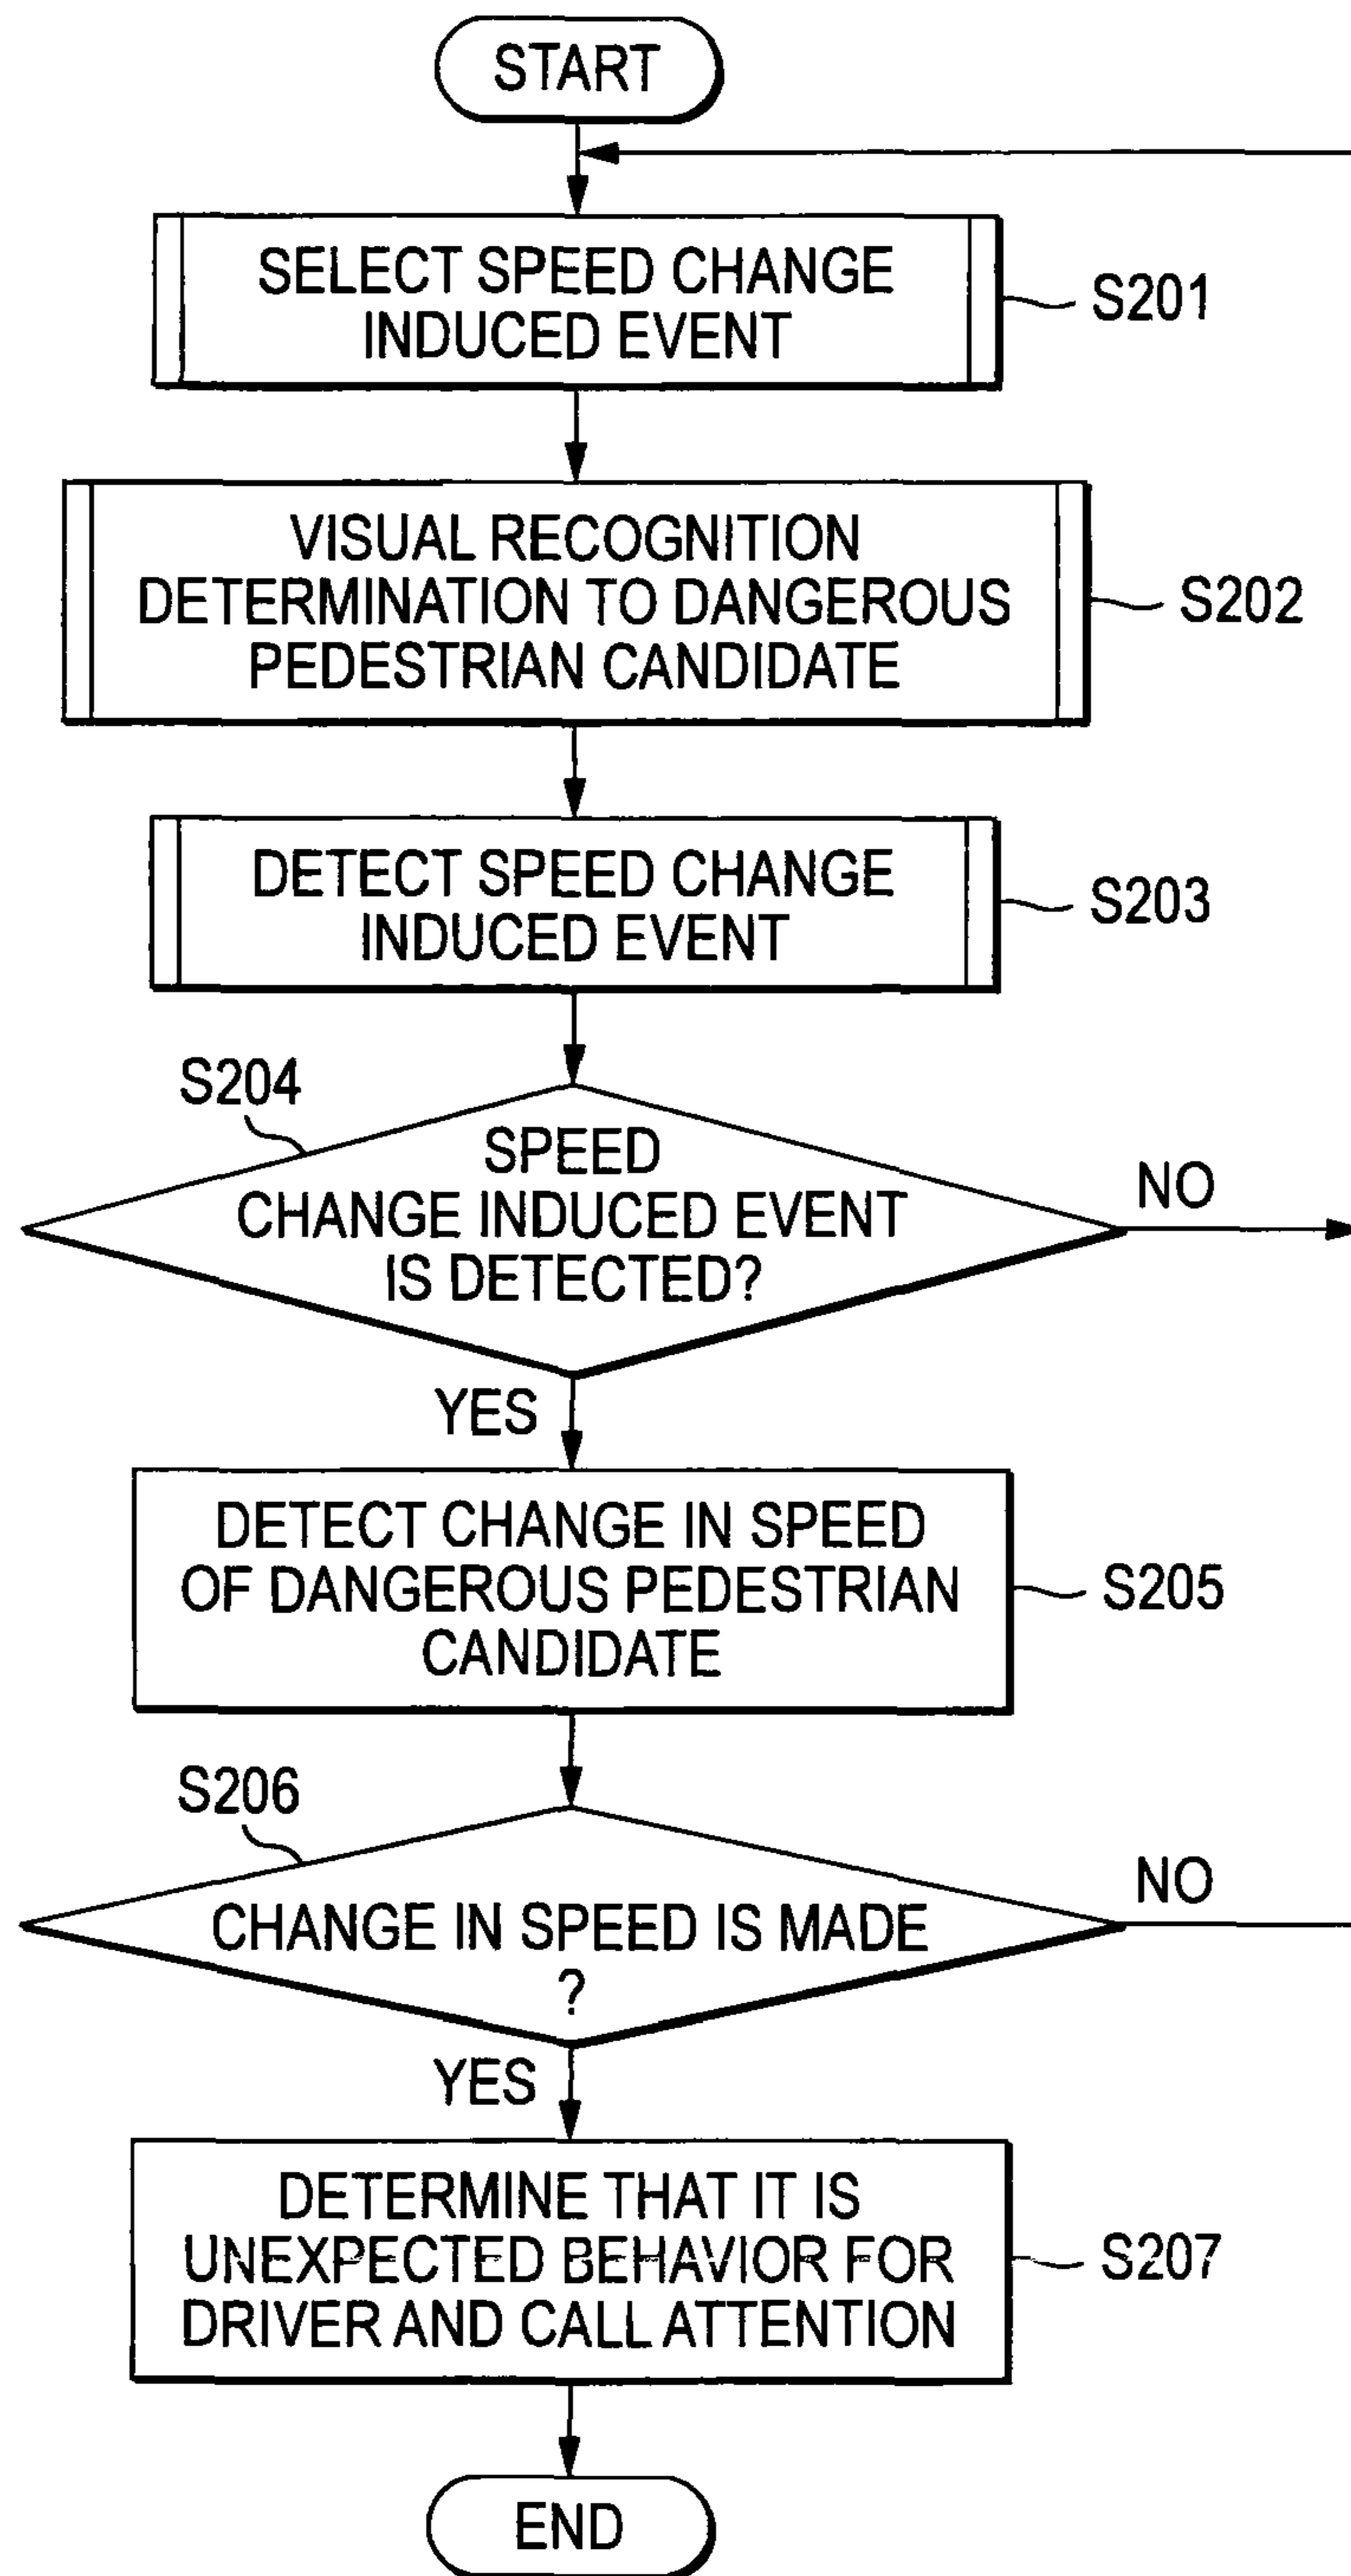 START
SELECT SPEED CHANGE
INDUCED EVENT
S201
VISUAL RECOGNITION
DETERMINATION TO DANGEROUS
PEDESTRIAN CANDIDATE
S202
DETECT SPEED CHANGE
INDUCED EVENT
S203
S204
SPEED
CHANGE INDUCED EVENT
IS DETECTED?
NO
YES
DETECT CHANGE IN SPEED
OF DANGEROUS PEDESTRIAN
CANDIDATE
S205
S206
CHANGE IN SPEED IS MADE
?
NO
YES
DETERMINE THAT IT IS
UNEXPECTED BEHAVIOR FOR
DRIVER AND CALL ATTENTION
S207
END